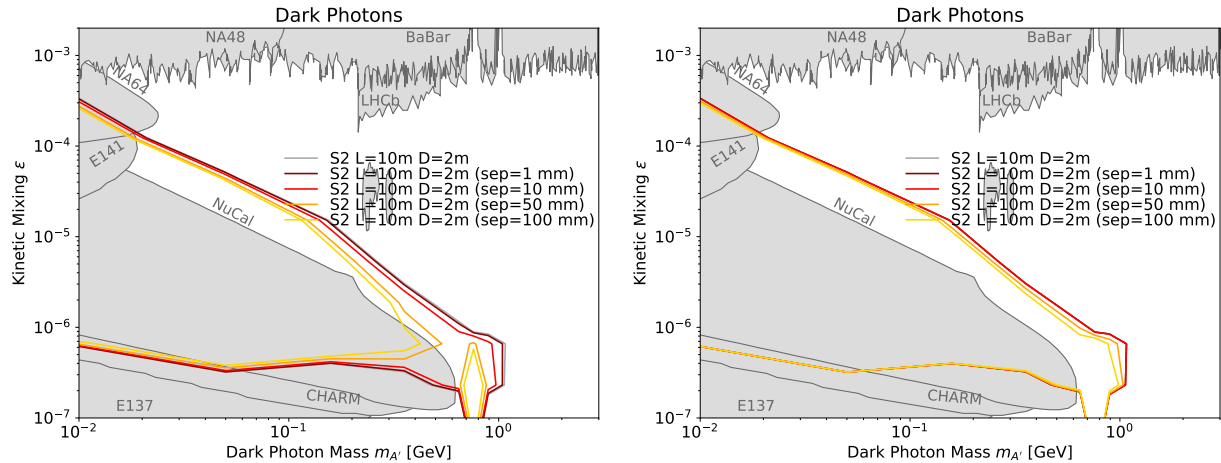 Dark Photons
10⁻³
10⁻⁴
10⁻⁵
10⁻⁶
10⁻⁷
Kinetic Mixing ε
NA48
BaBar
NA64
LHCb
E141
NuCal
CHARM
E137
S2 L=10m D=2m
S2 L=10m D=2m (sep=1 mm)
S2 L=10m D=2m (sep=10 mm)
S2 L=10m D=2m (sep=50 mm)
S2 L=10m D=2m (sep=100 mm)
10⁻²
10⁻¹
10⁰
Dark Photon Mass m_A′ [GeV]
Dark Photons
10⁻³
10⁻⁴
10⁻⁵
10⁻⁶
10⁻⁷
Kinetic Mixing ε
NA48
BaBar
NA64
LHCb
E141
NuCal
CHARM
E137
S2 L=10m D=2m
S2 L=10m D=2m (sep=1 mm)
S2 L=10m D=2m (sep=10 mm)
S2 L=10m D=2m (sep=50 mm)
S2 L=10m D=2m (sep=100 mm)
10⁻²
10⁻¹
10⁰
Dark Photon Mass m_A′ [GeV]